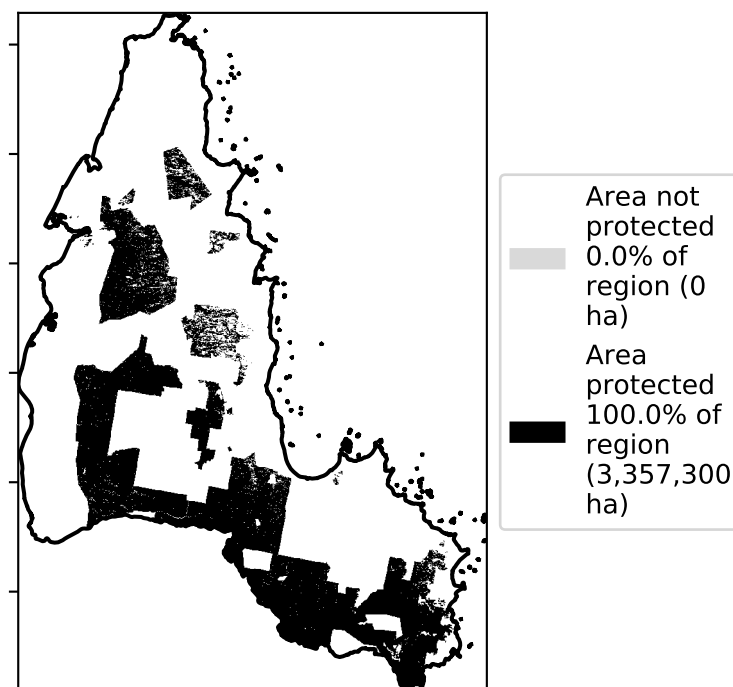 Area not
protected
0.0% of
region (0
ha)
Area
protected
100.0% of
region
(3,357,300
ha)